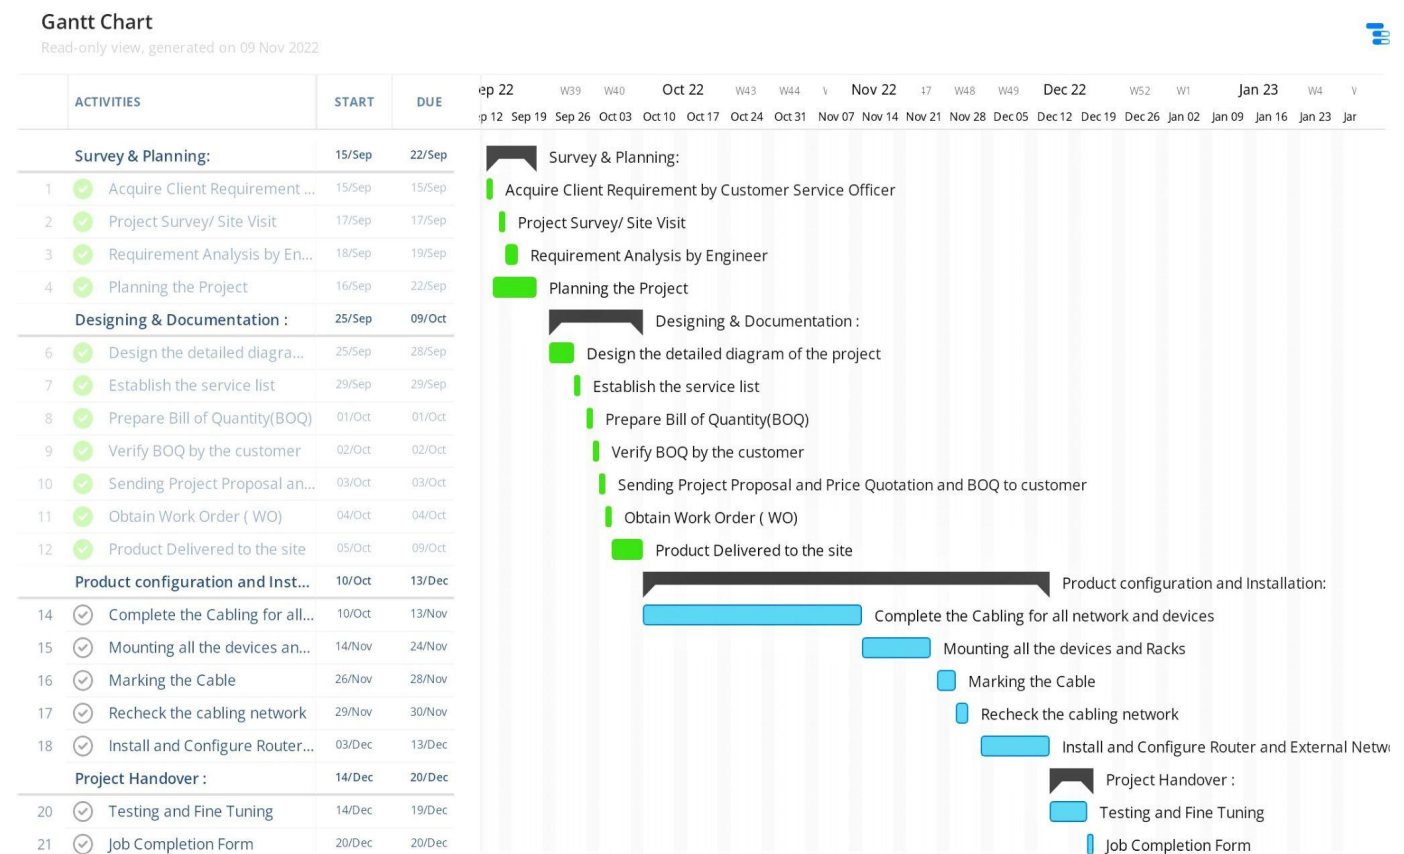 Gantt Chart
Read-only view, generated on 09 Nov 2022
ACTIVITIES START DUE
ep 22 W39 W40 Oct 22 W43 W44 Nov 22 47 W48 W49 Dec 22 W52 W1 Jan 23 W4
p 12 Sep 19 Sep 26 Oct 03 Oct 10 Oct 17 Oct 24 Oct 31 Nov 07 Nov 14 Nov 21 Nov 28 Dec 05 Dec 12 Dec 19 Dec 26 Jan 02 Jan 09 Jan 16 Jan 23 Jar
Survey & Planning: 15/Sep 22/Sep Survey & Planning:
1 Acquire Client Requirement ... 15/Sep 15/Sep Acquire Client Requirement by Customer Service Officer
2 Project Survey/ Site Visit 17/Sep 17/Sep Project Survey/ Site Visit
3 Requirement Analysis by En... 18/Sep 19/Sep Requirement Analysis by Engineer
4 Planning the Project 16/Sep 22/Sep Planning the Project
Designing & Documentation : 25/Sep 09/Oct Designing & Documentation :
6 Design the detailed diagra... 25/Sep 28/Sep Design the detailed diagram of the project
7 Establish the service list 29/Sep 29/Sep Establish the service list
8 Prepare Bill of Quantity(BOQ) 01/Oct 01/Oct Prepare Bill of Quantity(BOQ)
9 Verify BOQ by the customer 02/Oct 02/Oct Verify BOQ by the customer
10 Sending Project Proposal an... 03/Oct 03/Oct Sending Project Proposal and Price Quotation and BOQ to customer
11 Obtain Work Order ( WO) 04/Oct 04/Oct Obtain Work Order ( WO)
12 Product Delivered to the site 05/Oct 09/Oct Product Delivered to the site
Product configuration and Inst... 10/Oct 13/Dec Product configuration and Installation:
14 Complete the Cabling for all... 10/Oct 13/Nov Complete the Cabling for all network and devices
15 Mounting all the devices an... 14/Nov 24/Nov Mounting all the devices and Racks
16 Marking the Cable 26/Nov 28/Nov Marking the Cable
17 Recheck the cabling network 29/Nov 30/Nov Recheck the cabling network
18 Install and Configure Router... 03/Dec 13/Dec Install and Configure Router and External Netw
Project Handover : 14/Dec 20/Dec Project Handover :
20 Testing and Fine Tuning 14/Dec 19/Dec Testing and Fine Tuning
21 Job Completion Form 20/Dec 20/Dec Job Completion Form